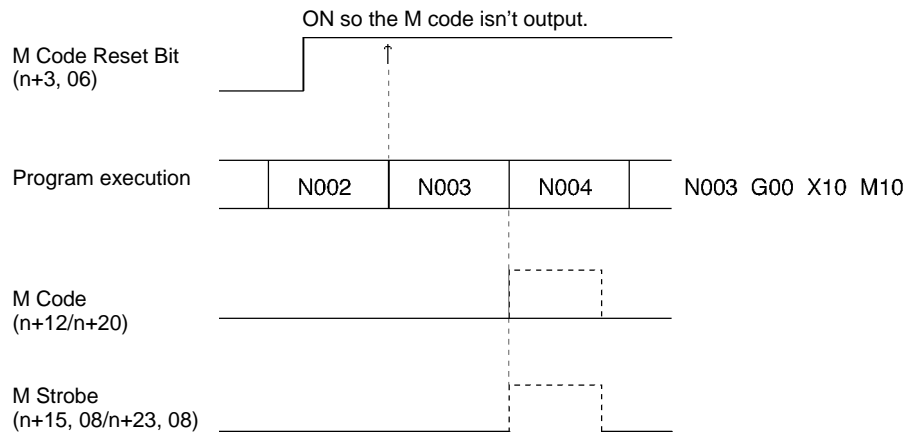 ON so the M code isn't output.
M Code Reset Bit
(n+3, 06)
Program execution
N002 N003 N004 N003 G00 X10 M10
M Code
(n+12/n+20)
M Strobe
(n+15, 08/n+23, 08)